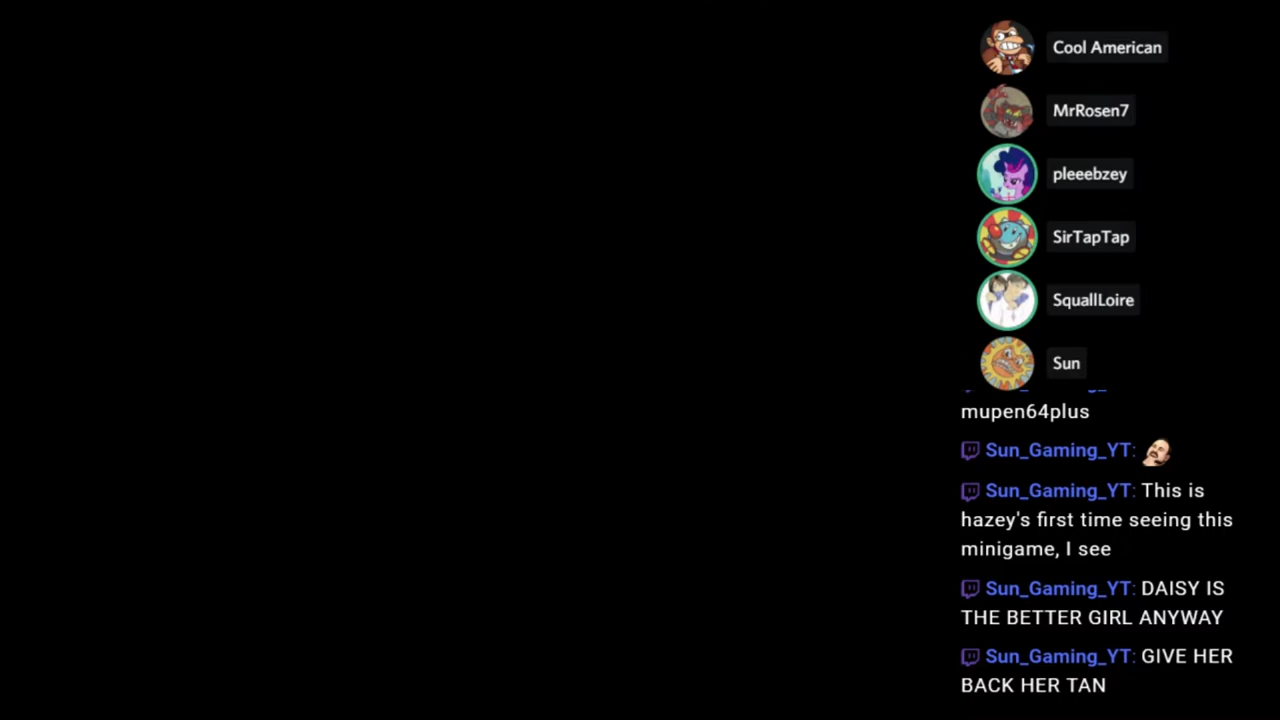 Cool American
MrRosen7
pleeebzey
SirTapTap
SquallLoire
Sun
mupen64plus
Sun_Gaming_YT:
Sun_Gaming_YT: This is
hazey's first time seeing this
minigame, I see
Sun_Gaming_YT: DAISY IS
THE BETTER GIRL ANYWAY
Sun_Gaming_YT: GIVE HER
BACK HER TAN